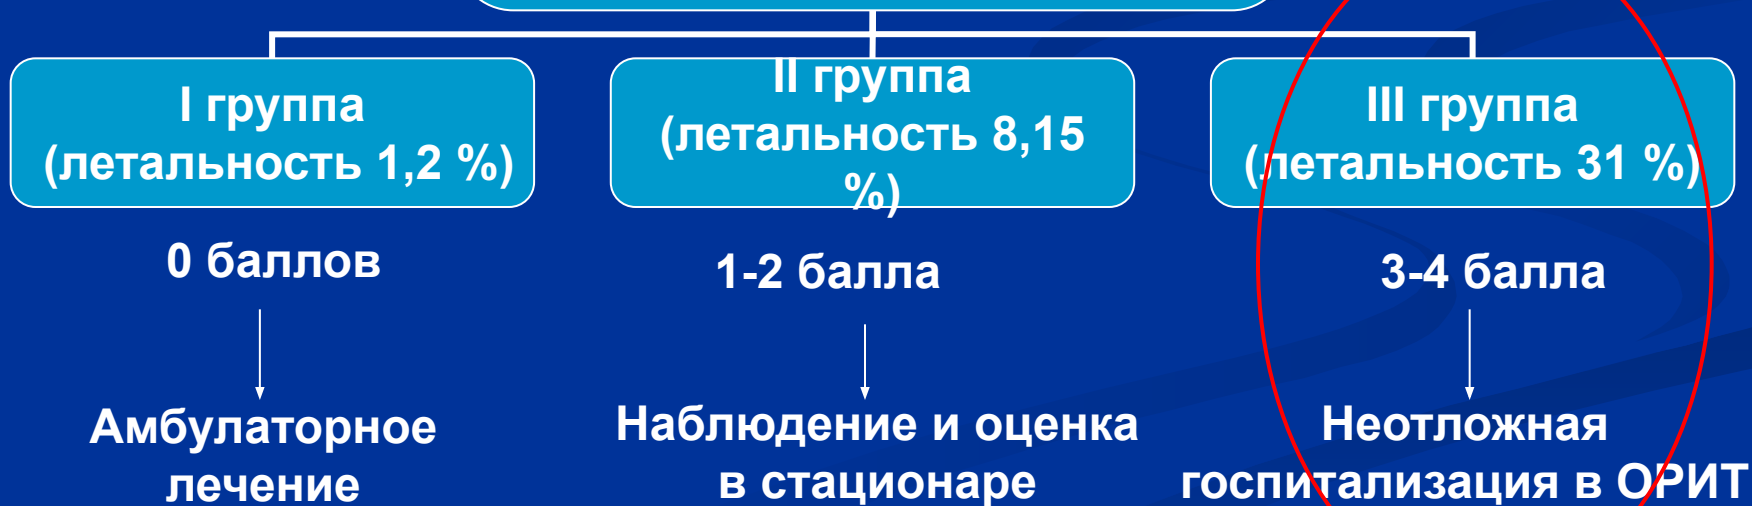 I группа
(летальность 1,2 %)
II группа
(летальность 8,15
%)
III группа
(летальность 31 %)
0 баллов
1-2 балла
3-4 балла
Амбулаторное
лечение
Наблюдение и оценка
в стационаре
Неотложная
госпитализация в ОРИТ